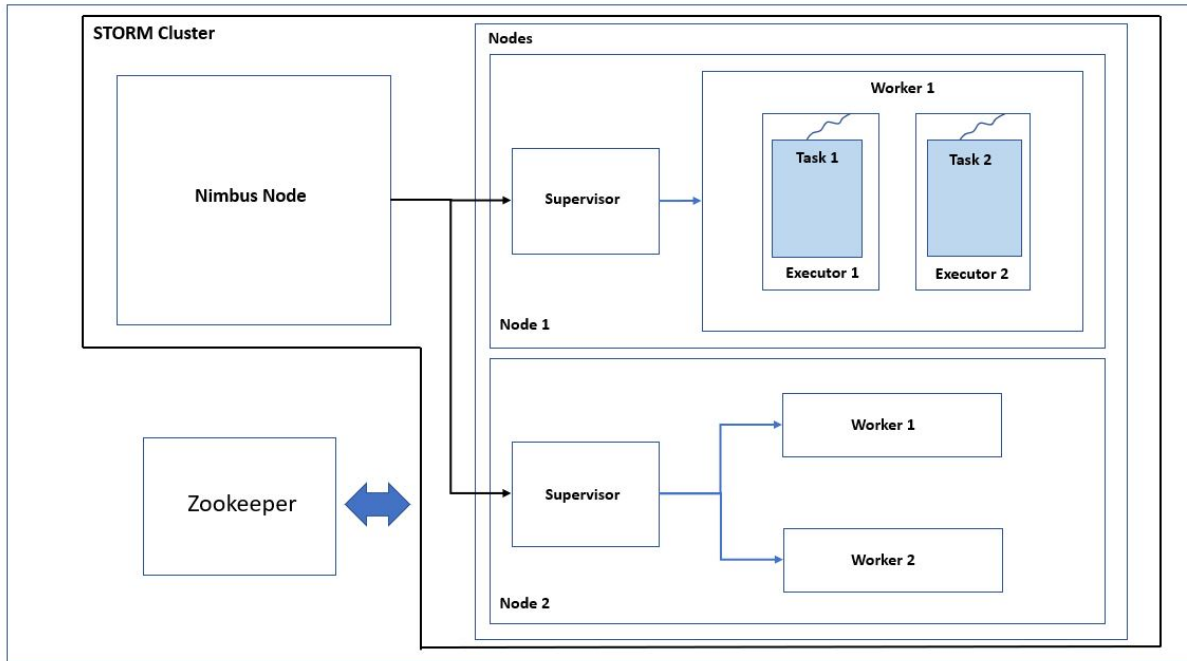 STORM Cluster
Nodes
Worker 1
Task 1
Task 2
Nimbus Node
Supervisor
Executor 1
Executor 2
Node 1
Worker 1
Zookeeper
Supervisor
Worker 2
Node 2